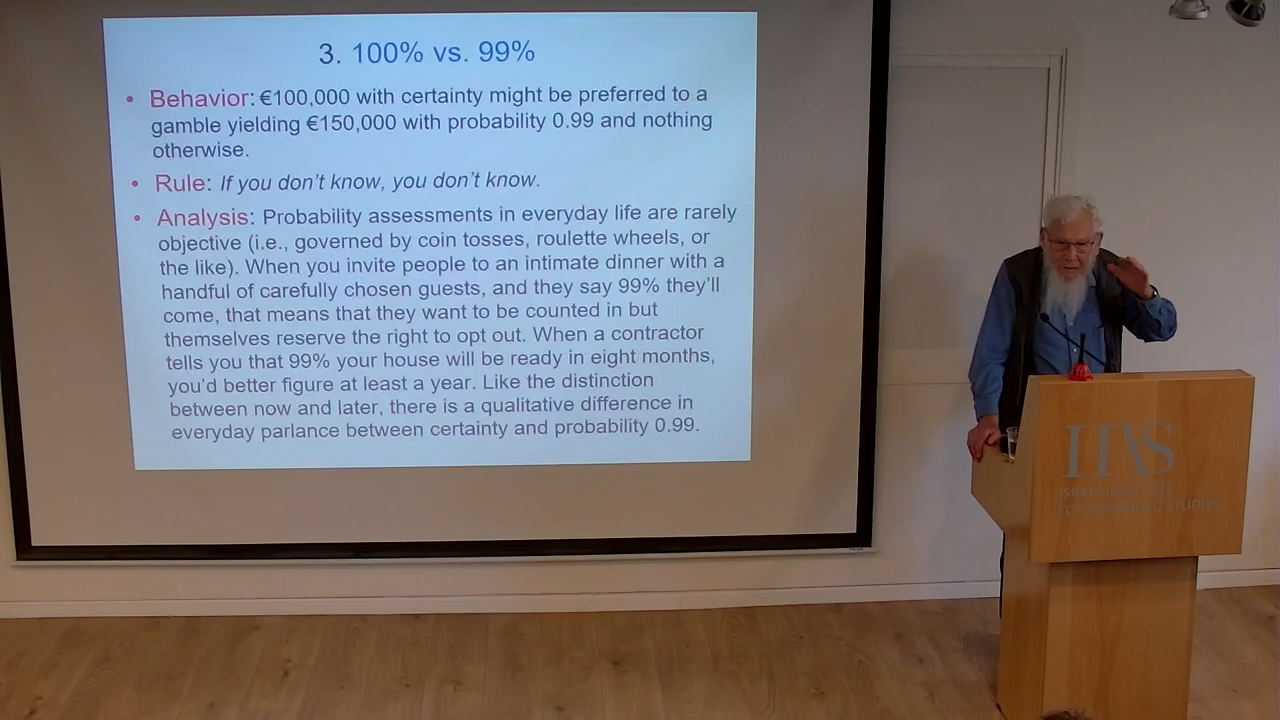 3. 100% vs. 99%
• Behavior: €100,000 with certainty might be preferred to a
gamble yielding €150,000 with probability 0.99 and nothing
otherwise.
• Rule: If you don't know, you don't know.
• Analysis: Probability assessments in everyday life are rarely
objective (i.e., governed by coin tosses, roulette wheels, or
the like). When you invite people to an intimate dinner with a
handful of carefully chosen guests, and they say 99% they'll
come, that means that they want to be counted in but
themselves reserve the right to opt out. When a contractor
tells you that 99% your house will be ready in eight months,
you'd better figure at least a year. Like the distinction
between now and later, there is a qualitative difference in
everyday parlance between certainty and probability 0.99.
IIAS
ISRAEL INSTITUTE
FOR ADVANCED STUDIES